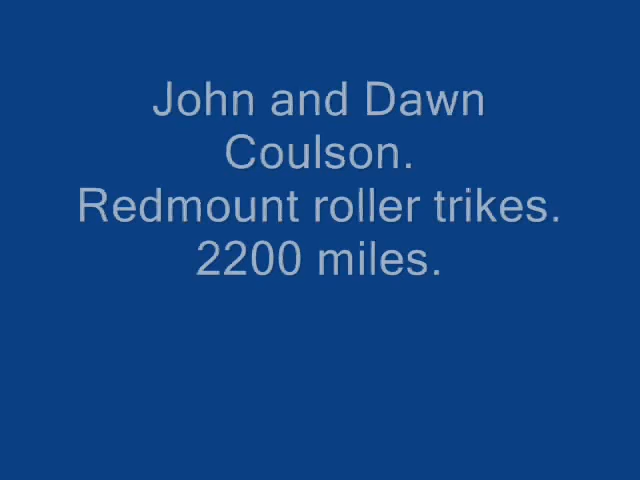 John and Dawn
Coulson.
Redmount roller trikes.
2200 miles.